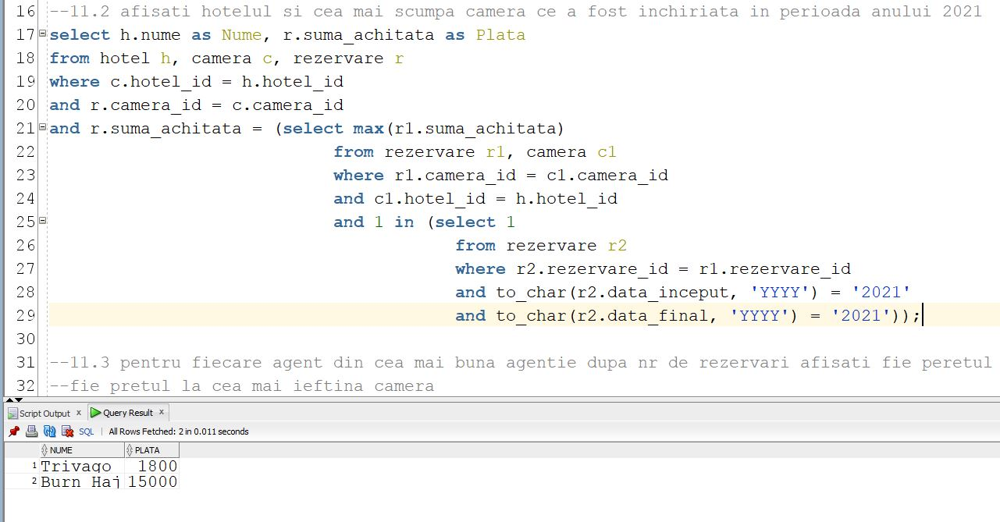 16 --11.2 afisati hotelul si cea mai scumpa camera ce a fost inchiriata in perioada anului 2021
17 select h.nume as Nume, r.suma_achitata as Plata
18 from hotel h, camera c, rezervare r
19 where c.hotel_id = h.hotel_id
20 and r.camera_id = c.camera_id
21 and r.suma_achitata = (select max(r1.suma_achitata)
22 from rezervare r1, camera c1
23 where r1.camera_id = c1.camera_id
24 and c1.hotel_id = h.hotel_id
25 and 1 in (select 1
26 from rezervare r2
27 where r2.rezervare_id = r1.rezervare_id
28 and to_char(r2.data_inceput, 'YYYY') = '2021'
29 and to_char(r2.data_final, 'YYYY') = '2021'));
30
31 --11.3 pentru fiecare agent din cea mai buna agentie dupa nr de rezervari afisati fie peretul
32 --fie pretul la cea mai ieftina camera
Script Output x Query Result x
SQL | All Rows Fetched: 2 in 0.011 seconds
NUME PLATA
1 Trivago 1800
2 Burn Haj 15000